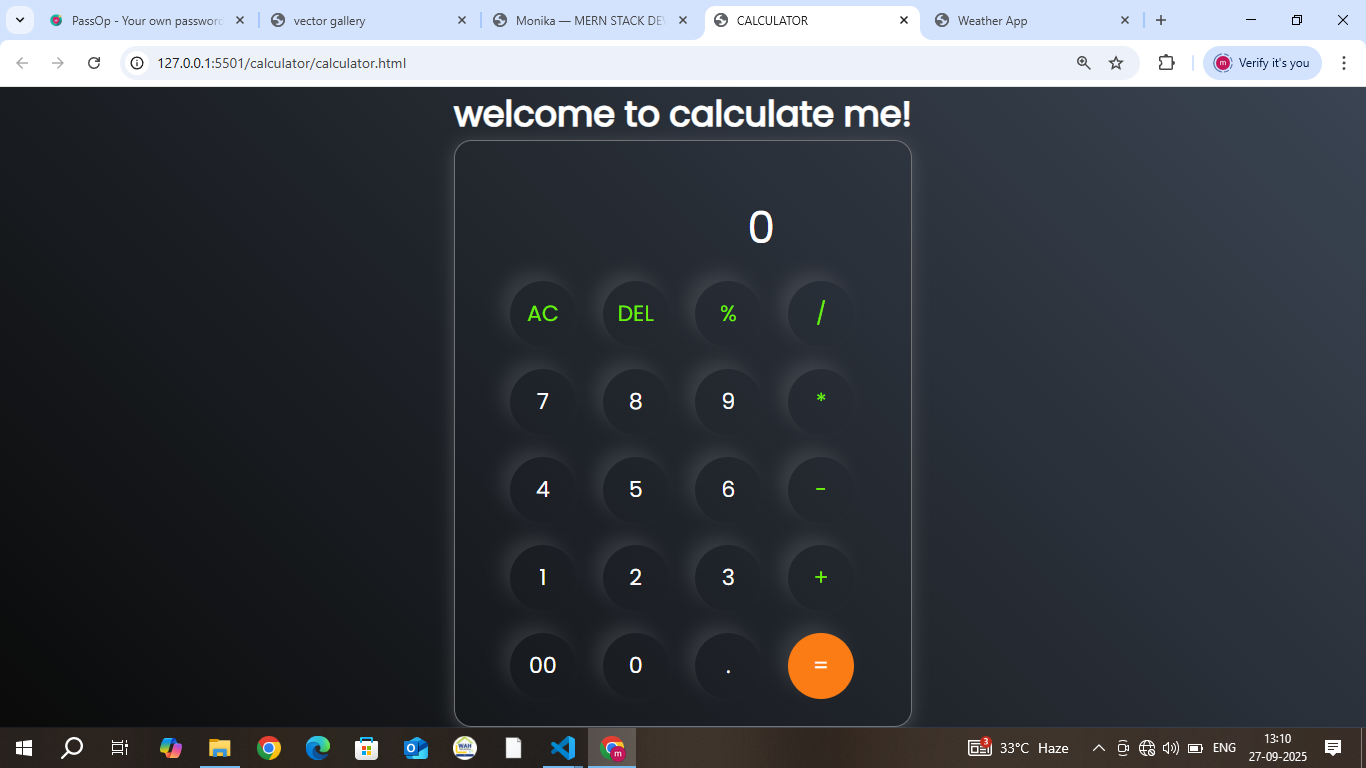 PassOp - Your own password
vector gallery
Monika — MERN STACK DE
CALCULATOR
Weather App
127.0.0.1:5501/calculator/calculator.html
m
Verify it's you
welcome to calculate me!
0
AC DEL % /
7 8 9 *
4 5 6 -
1 2 3 +
00 0 . =
WAH
m
3
33°C Haze
ENG
13:10
27-09-2025